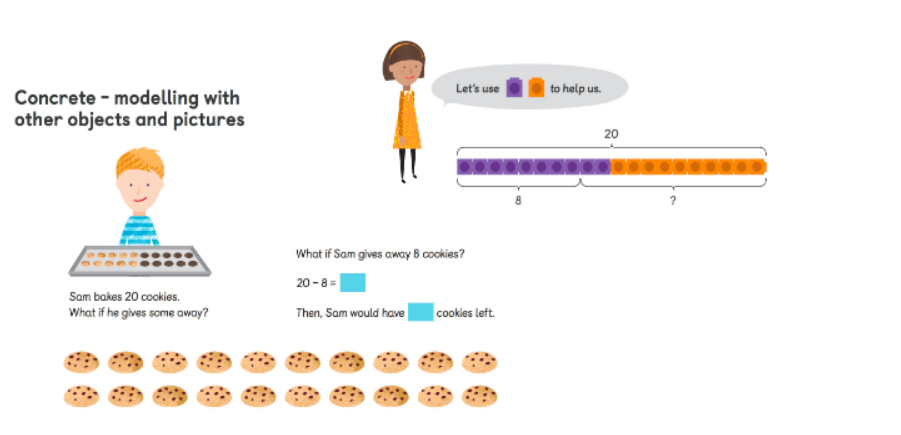 Concrete – modelling with
other objects and pictures
Let's use to help us.
20
8
?
Sam bakes 20 cookies.
What if he gives some away?
What if Sam gives away 8 cookies?
20 – 8 =
Then, Sam would have cookies left.